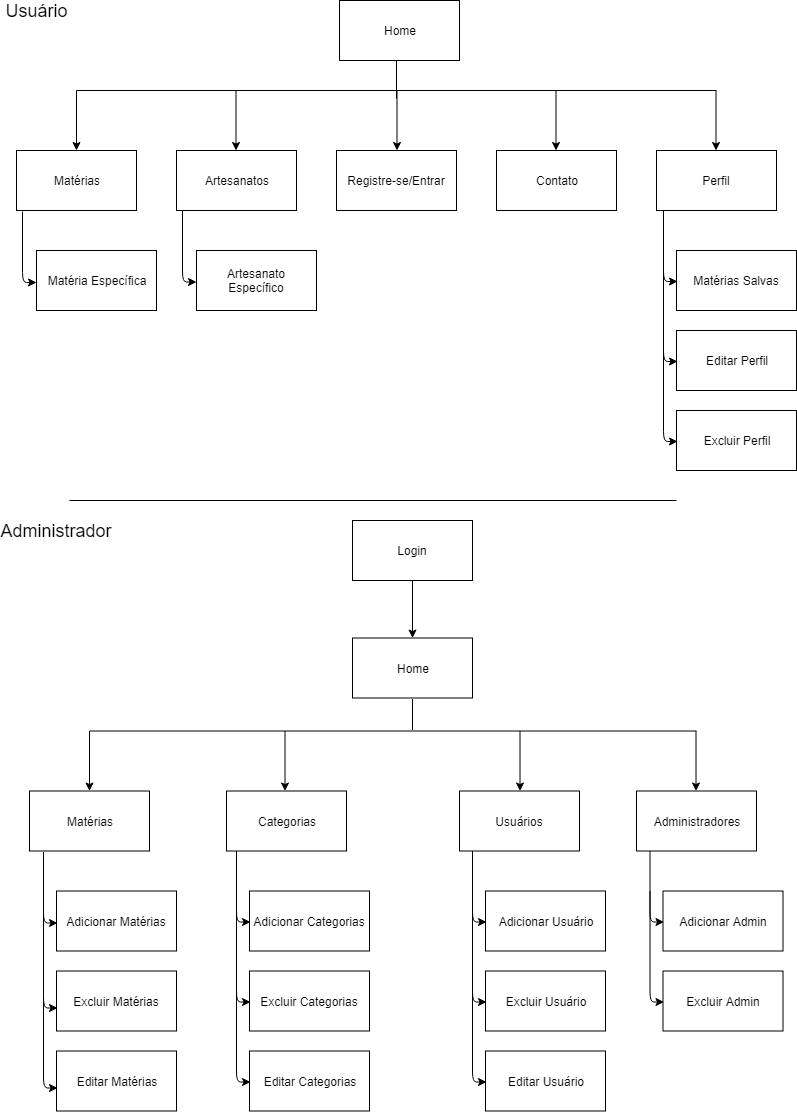 Usuário
Home
Matérias
Artesanatos
Registre-se/Entrar
Contato
Perfil
Matéria Específica
Artesanato
Específico
Matérias Salvas
Editar Perfil
Excluir Perfil
Administrador
Login
Home
Matérias
Categorias
Usuários
Administradores
Adicionar Matérias
Adicionar Categorias
Adicionar Usuário
Adicionar Admin
Excluir Matérias
Excluir Categorias
Excluir Usuário
Excluir Admin
Editar Matérias
Editar Categorias
Editar Usuário